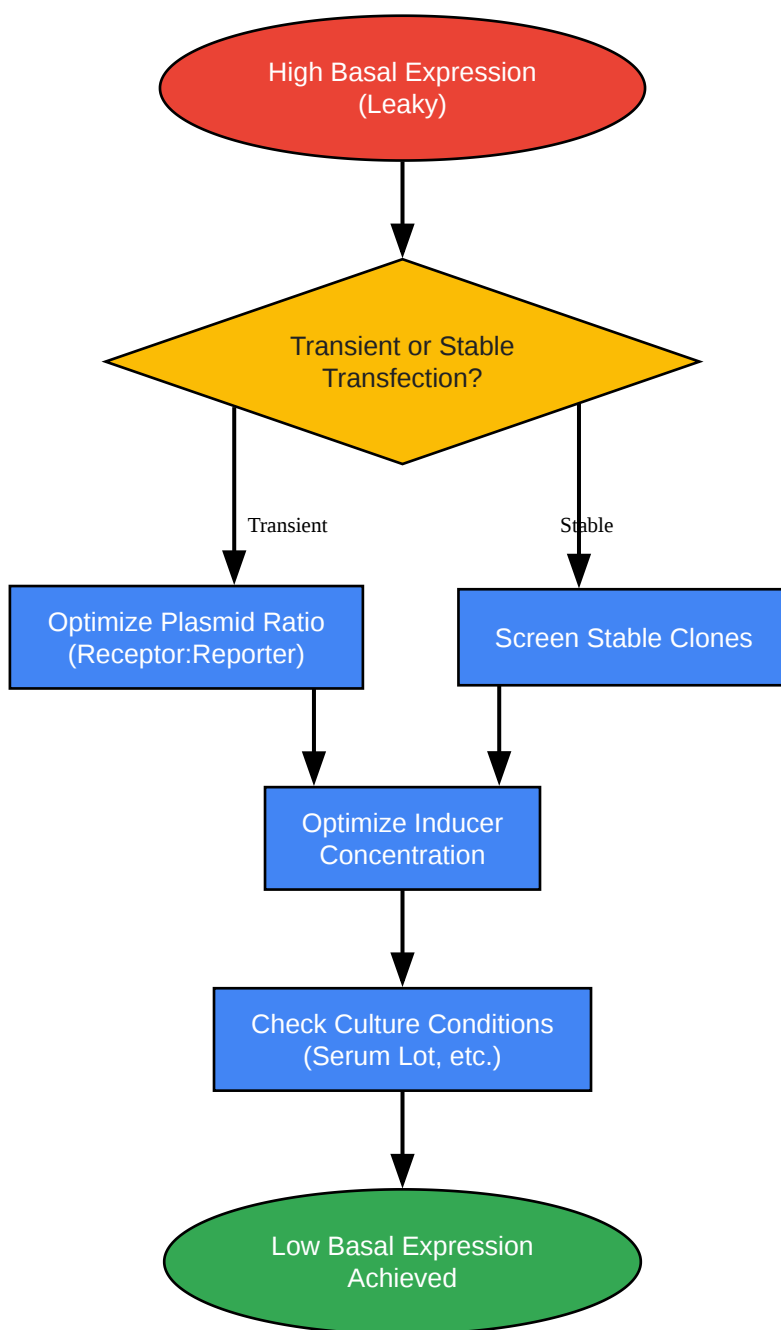 High Basal Expression
(Leaky)
Transient or Stable
Transfection?
Transient
Stable
Optimize Plasmid Ratio
(Receptor:Reporter)
Screen Stable Clones
Optimize Inducer
Concentration
Check Culture Conditions
(Serum Lot, etc.)
Low Basal Expression
Achieved